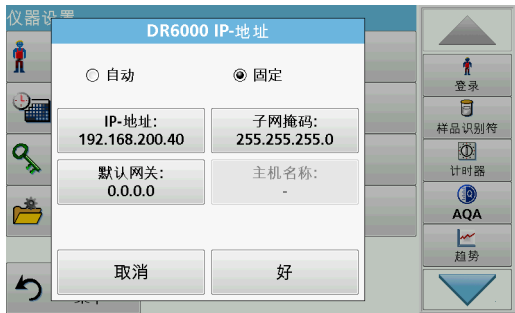 仪器设置
DR6000 IP-地址
自动
固定
IP-地址:
192.168.200.40
子网掩码:
255.255.255.0
默认网关:
0.0.0.0
主机名称:
-
取消
好
登录
样品识别符
计时器
AQA
趋势